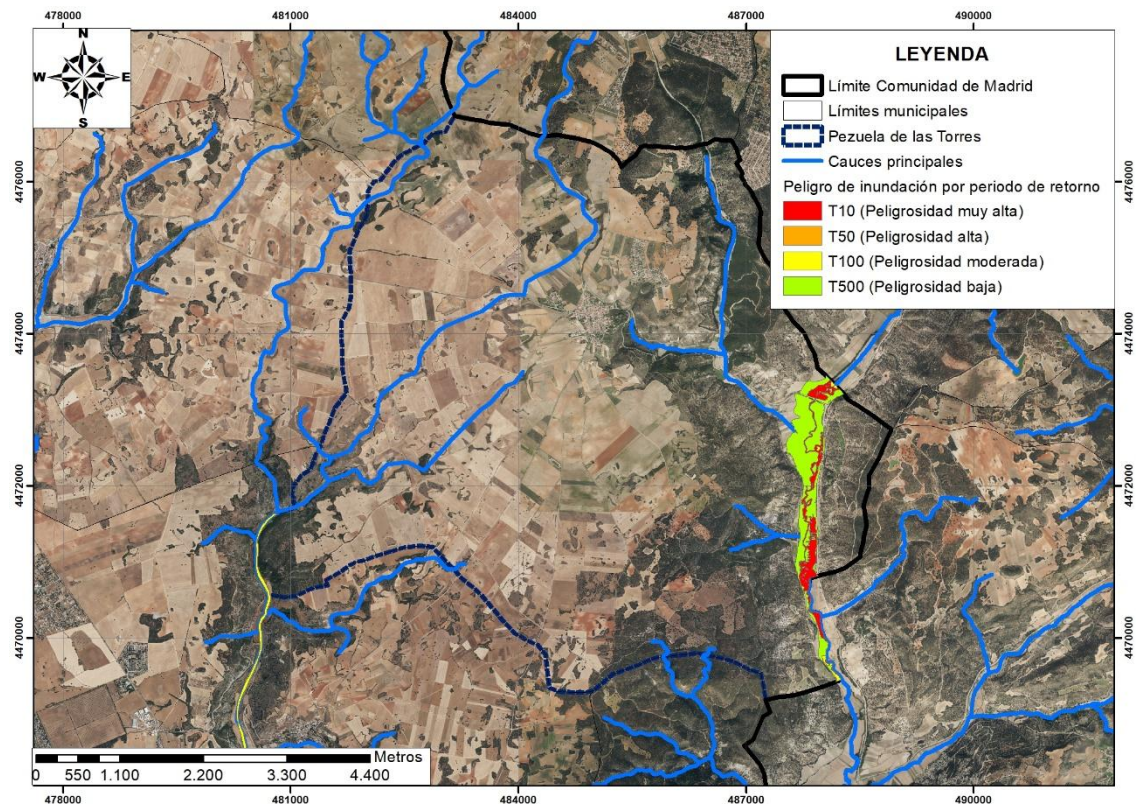 478000 481000 484000 487000 490000
N
W E
S
LEYENDA
Límite Comunidad de Madrid
Límites municipales
Pezuela de las Torres
Cauces principales
Peligro de inundación por periodo de retorno
T10 (Peligrosidad muy alta)
T50 (Peligrosidad alta)
T100 (Peligrosidad moderada)
T500 (Peligrosidad baja)
4476000 4476000
4474000 4474000
4472000 4472000
4470000 4470000
Metros
0 550 1.100 2.200 3.300 4.400
478000 481000 484000 487000 490000